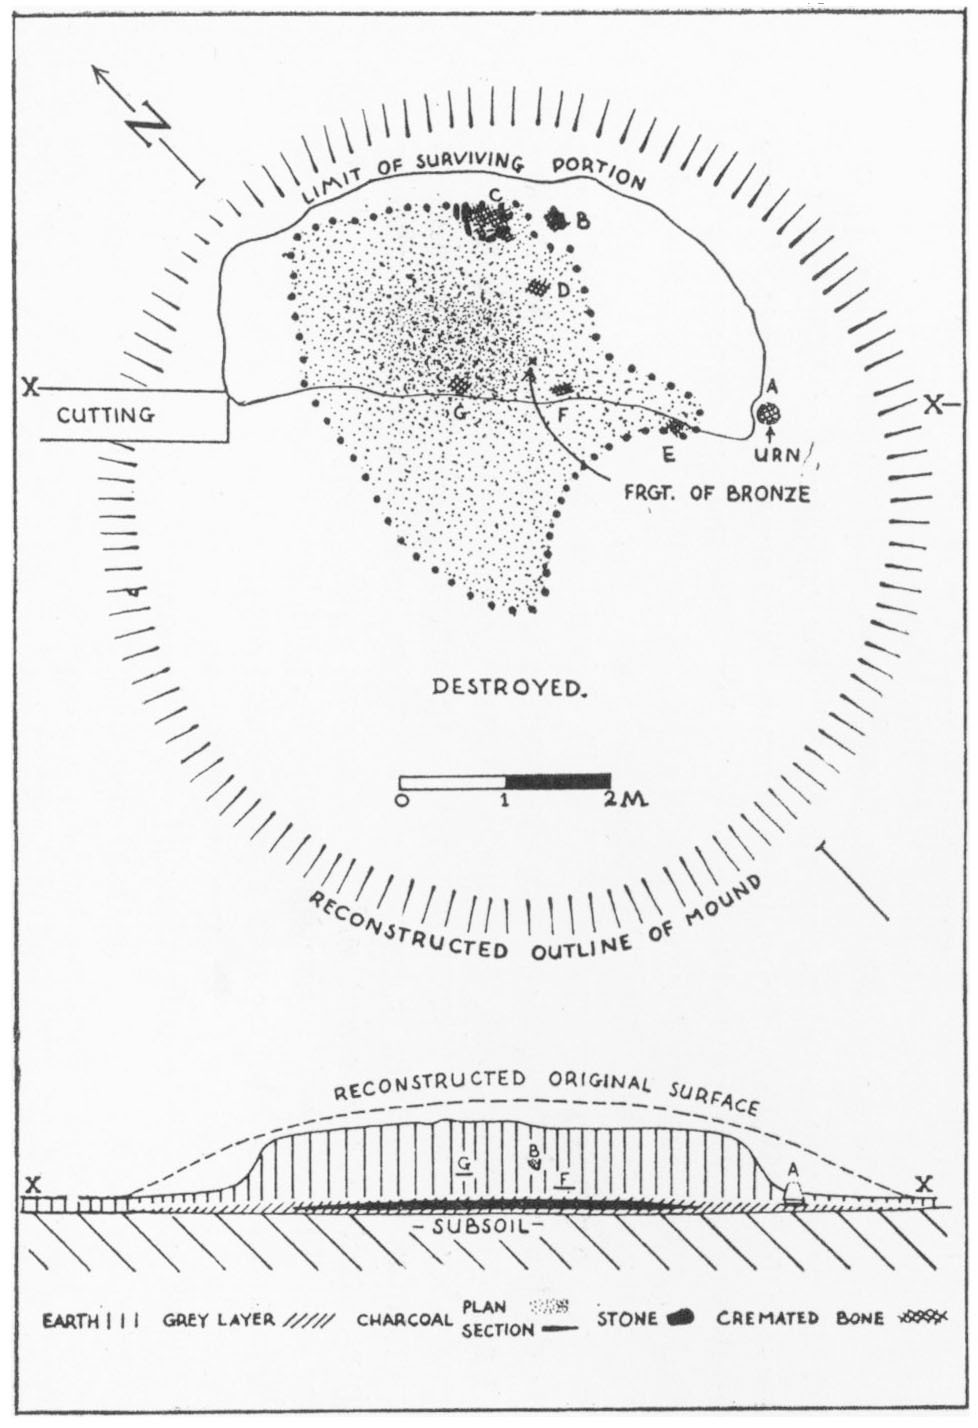 N
LIMIT OF SURVIVING PORTION
C
B
D
X
A
X
CUTTING
G
F
E
URN
FRGT. OF BRONZE
DESTROYED.
0 1 2M
RECONSTRUCTED OUTLINE OF MOUND
RECONSTRUCTED ORIGINAL SURFACE
X
G
B
F
A
X
-SUBSOIL-
EARTH GREY LAYER CHARCOAL PLAN STONE CREMATED BONE
SECTION